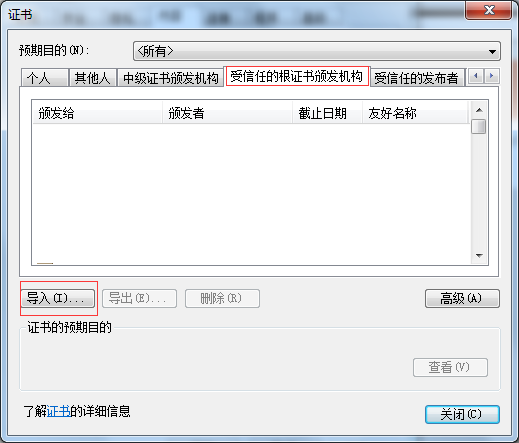 证书
预期目的(N):
<所有>
个人 其他人 中级证书颁发机构 受信任的根证书颁发机构 受信任的发布者
颁发给 颁发者 截止日期 友好名称
导入(I)... 导出(E)... 删除(R) 高级(A)
证书的预期目的
查看(V)
了解证书的详细信息
关闭(C)